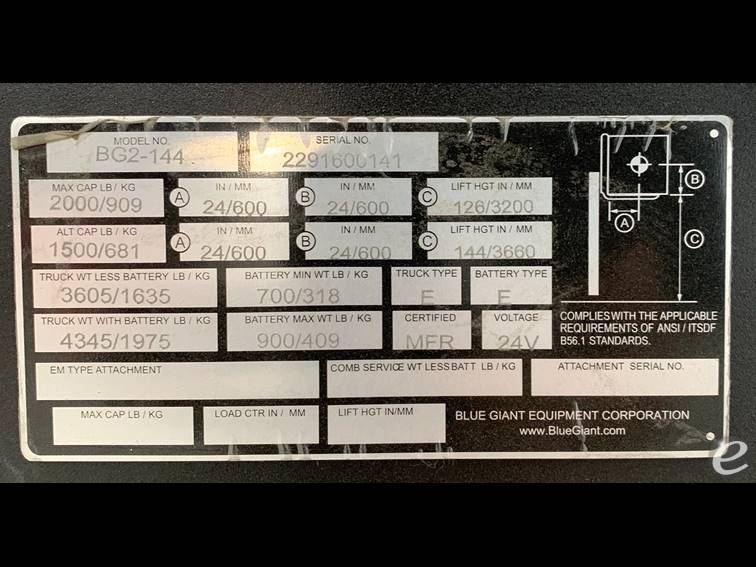 MODEL NO. SERIAL NO.
BG2-144 2291600141
MAX CAP LB / KG IN / MM IN / MM LIFT HGT IN / MM
2000/909 A 24/600 B 24/600 C 126/3200
ALT CAP LB / KG IN / MM IN / MM LIFT HGT IN / MM
1500/681 A 24/600 B 24/600 C 144/3660
TRUCK WT LESS BATTERY LB / KG BATTERY MIN WT LB / KG TRUCK TYPE BATTERY TYPE
3605/1635 700/318 E E
TRUCK WT WITH BATTERY LB / KG BATTERY MAX WT LB / KG CERTIFIED VOLTAGE
4345/1975 900/409 MFR 24V
EM TYPE ATTACHMENT COMB SERVICE WT LESS BATT LB / KG ATTACHMENT SERIAL NO.
MAX CAP LB / KG LOAD CTR IN / MM LIFT HGT IN/MM
A
B
C
COMPLIES WITH THE APPLICABLE
REQUIREMENTS OF ANSI / ITSDF
B56.1 STANDARDS.
BLUE GIANT EQUIPMENT CORPORATION
www.BlueGiant.com
e